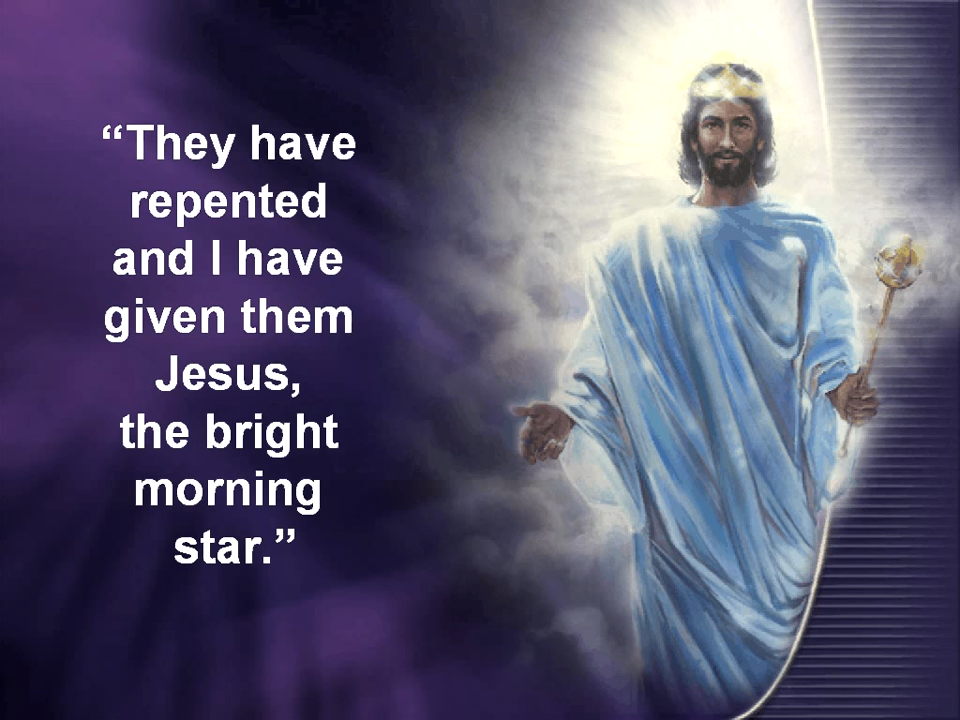 “They have
repented
and I have
given them
Jesus,
the bright
morning
star.”